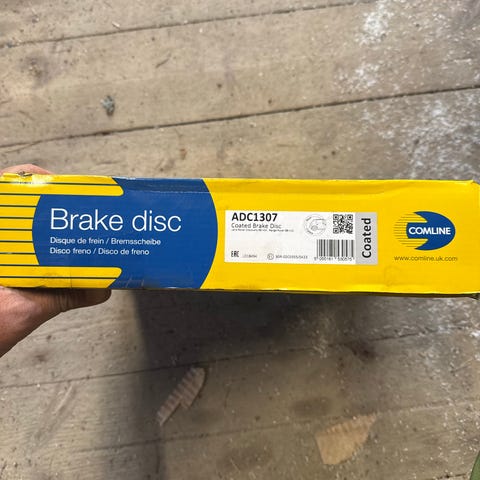 Brake disc
Disque de frein / Bremsscheibe
Disco freno / Disco de freno
ADC1307
Coated Brake Disc
EAC
Coated
COMLINE
www.comline.uk.com